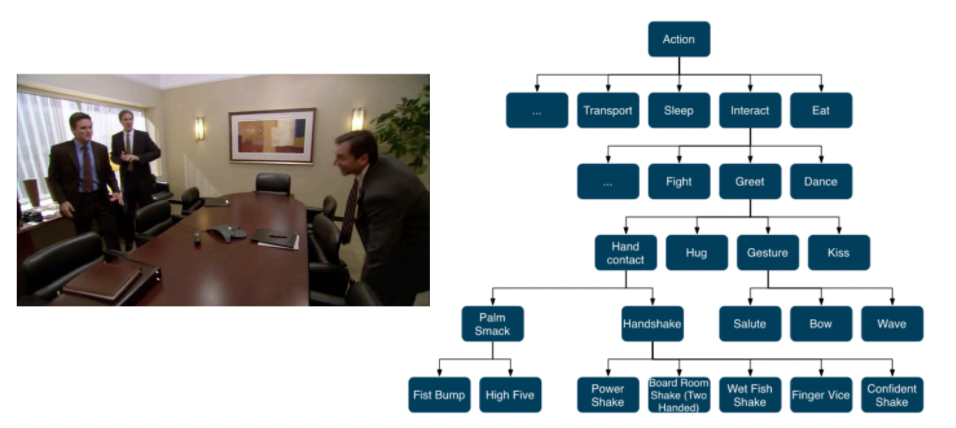 Action
...
Transport
Sleep
Interact
Eat
...
Fight
Greet
Dance
Hand
contact
Hug
Gesture
Kiss
Palm
Smack
Handshake
Salute
Bow
Wave
Fist Bump
High Five
Power
Shake
Board Room
Shake (Two
Handed)
Wet Fish
Shake
Finger Vice
Confident
Shake